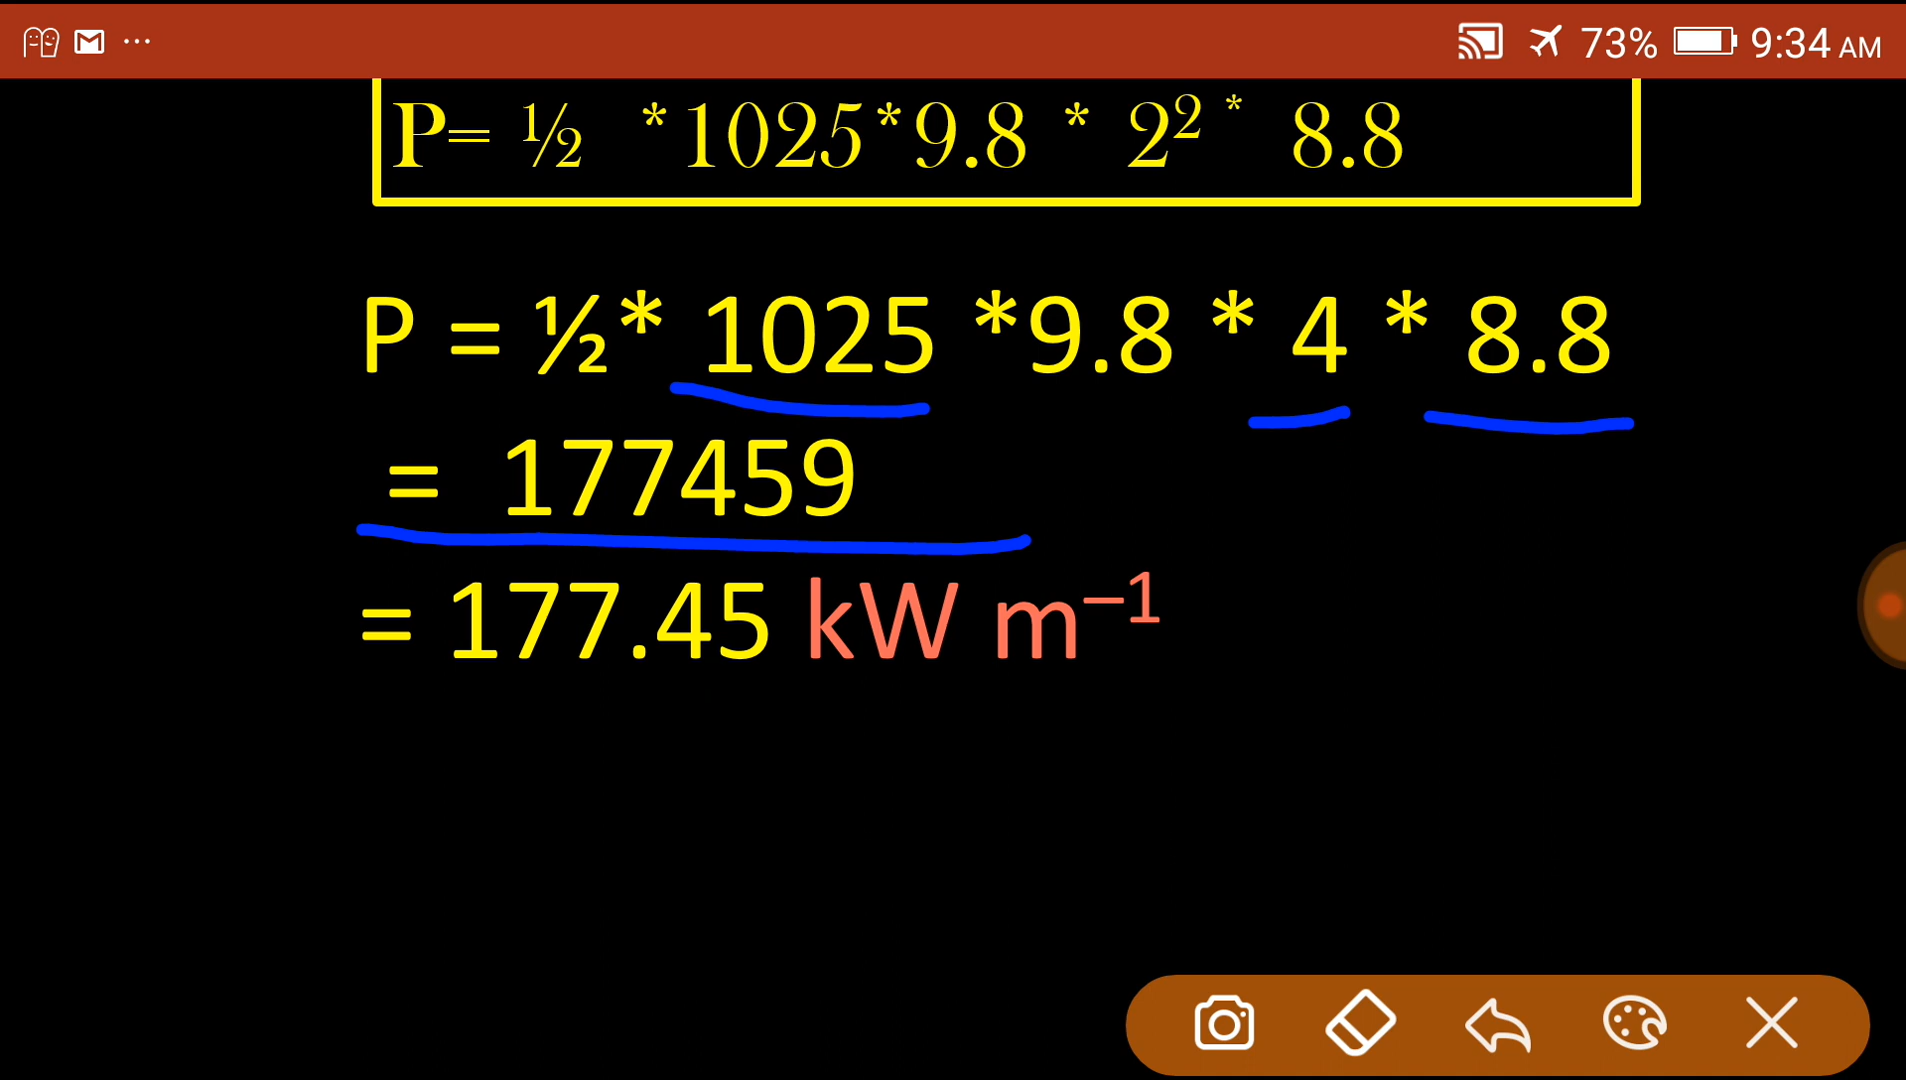 73% 9:34 AM
P= ½ *1025*9.8 * 2² * 8.8
P = ½* 1025 *9.8 * 4 * 8.8
= 177459
= 177.45 kW m⁻¹